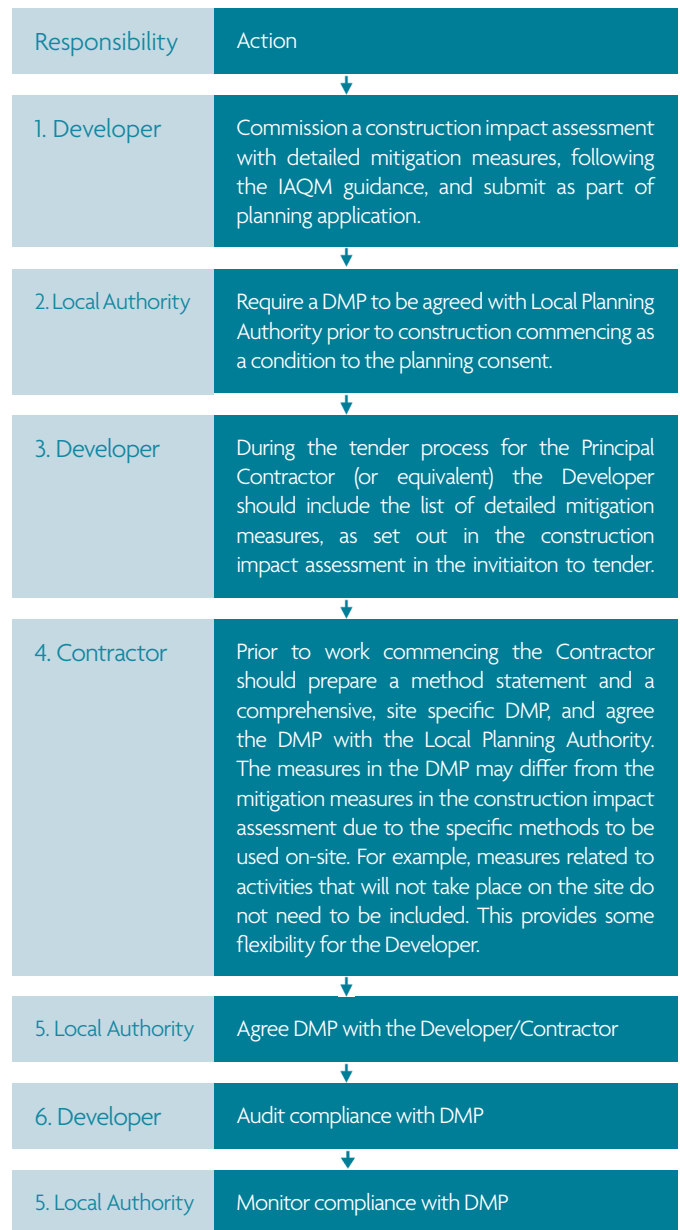 Responsibility
Action
1. Developer
Commission a construction impact assessment
with detailed mitigation measures, following
the IAQM guidance, and submit as part of
planning application.
2. Local Authority
Require a DMP to be agreed with Local Planning
Authority prior to construction commencing as
a condition to the planning consent.
3. Developer
During the tender process for the Principal
Contractor (or equivalent) the Developer
should include the list of detailed mitigation
measures, as set out in the construction
impact assessment in the invitiaiton to tender.
4. Contractor
Prior to work commencing the Contractor
should prepare a method statement and a
comprehensive, site specific DMP, and agree
the DMP with the Local Planning Authority.
The measures in the DMP may differ from the
mitigation measures in the construction impact
assessment due to the specific methods to be
used on-site. For example, measures related to
activities that will not take place on the site do
not need to be included. This provides some
flexibility for the Developer.
5. Local Authority
Agree DMP with the Developer/Contractor
6. Developer
Audit compliance with DMP
5. Local Authority
Monitor compliance with DMP